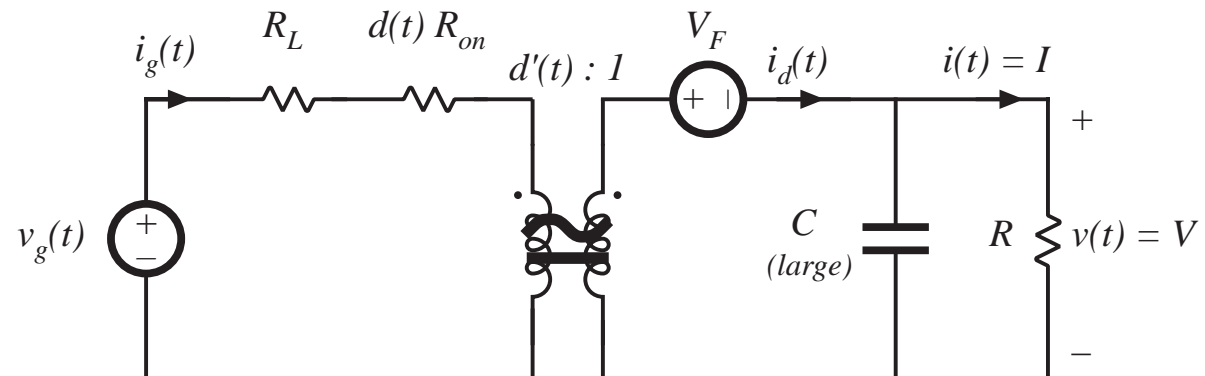 i_g(t)
R_L
d(t) R_on
d'(t) : 1
V_F
i_d(t)
i(t) = I
+ –
+
v_g(t)
+
–
C
(large)
R
v(t) = V
–